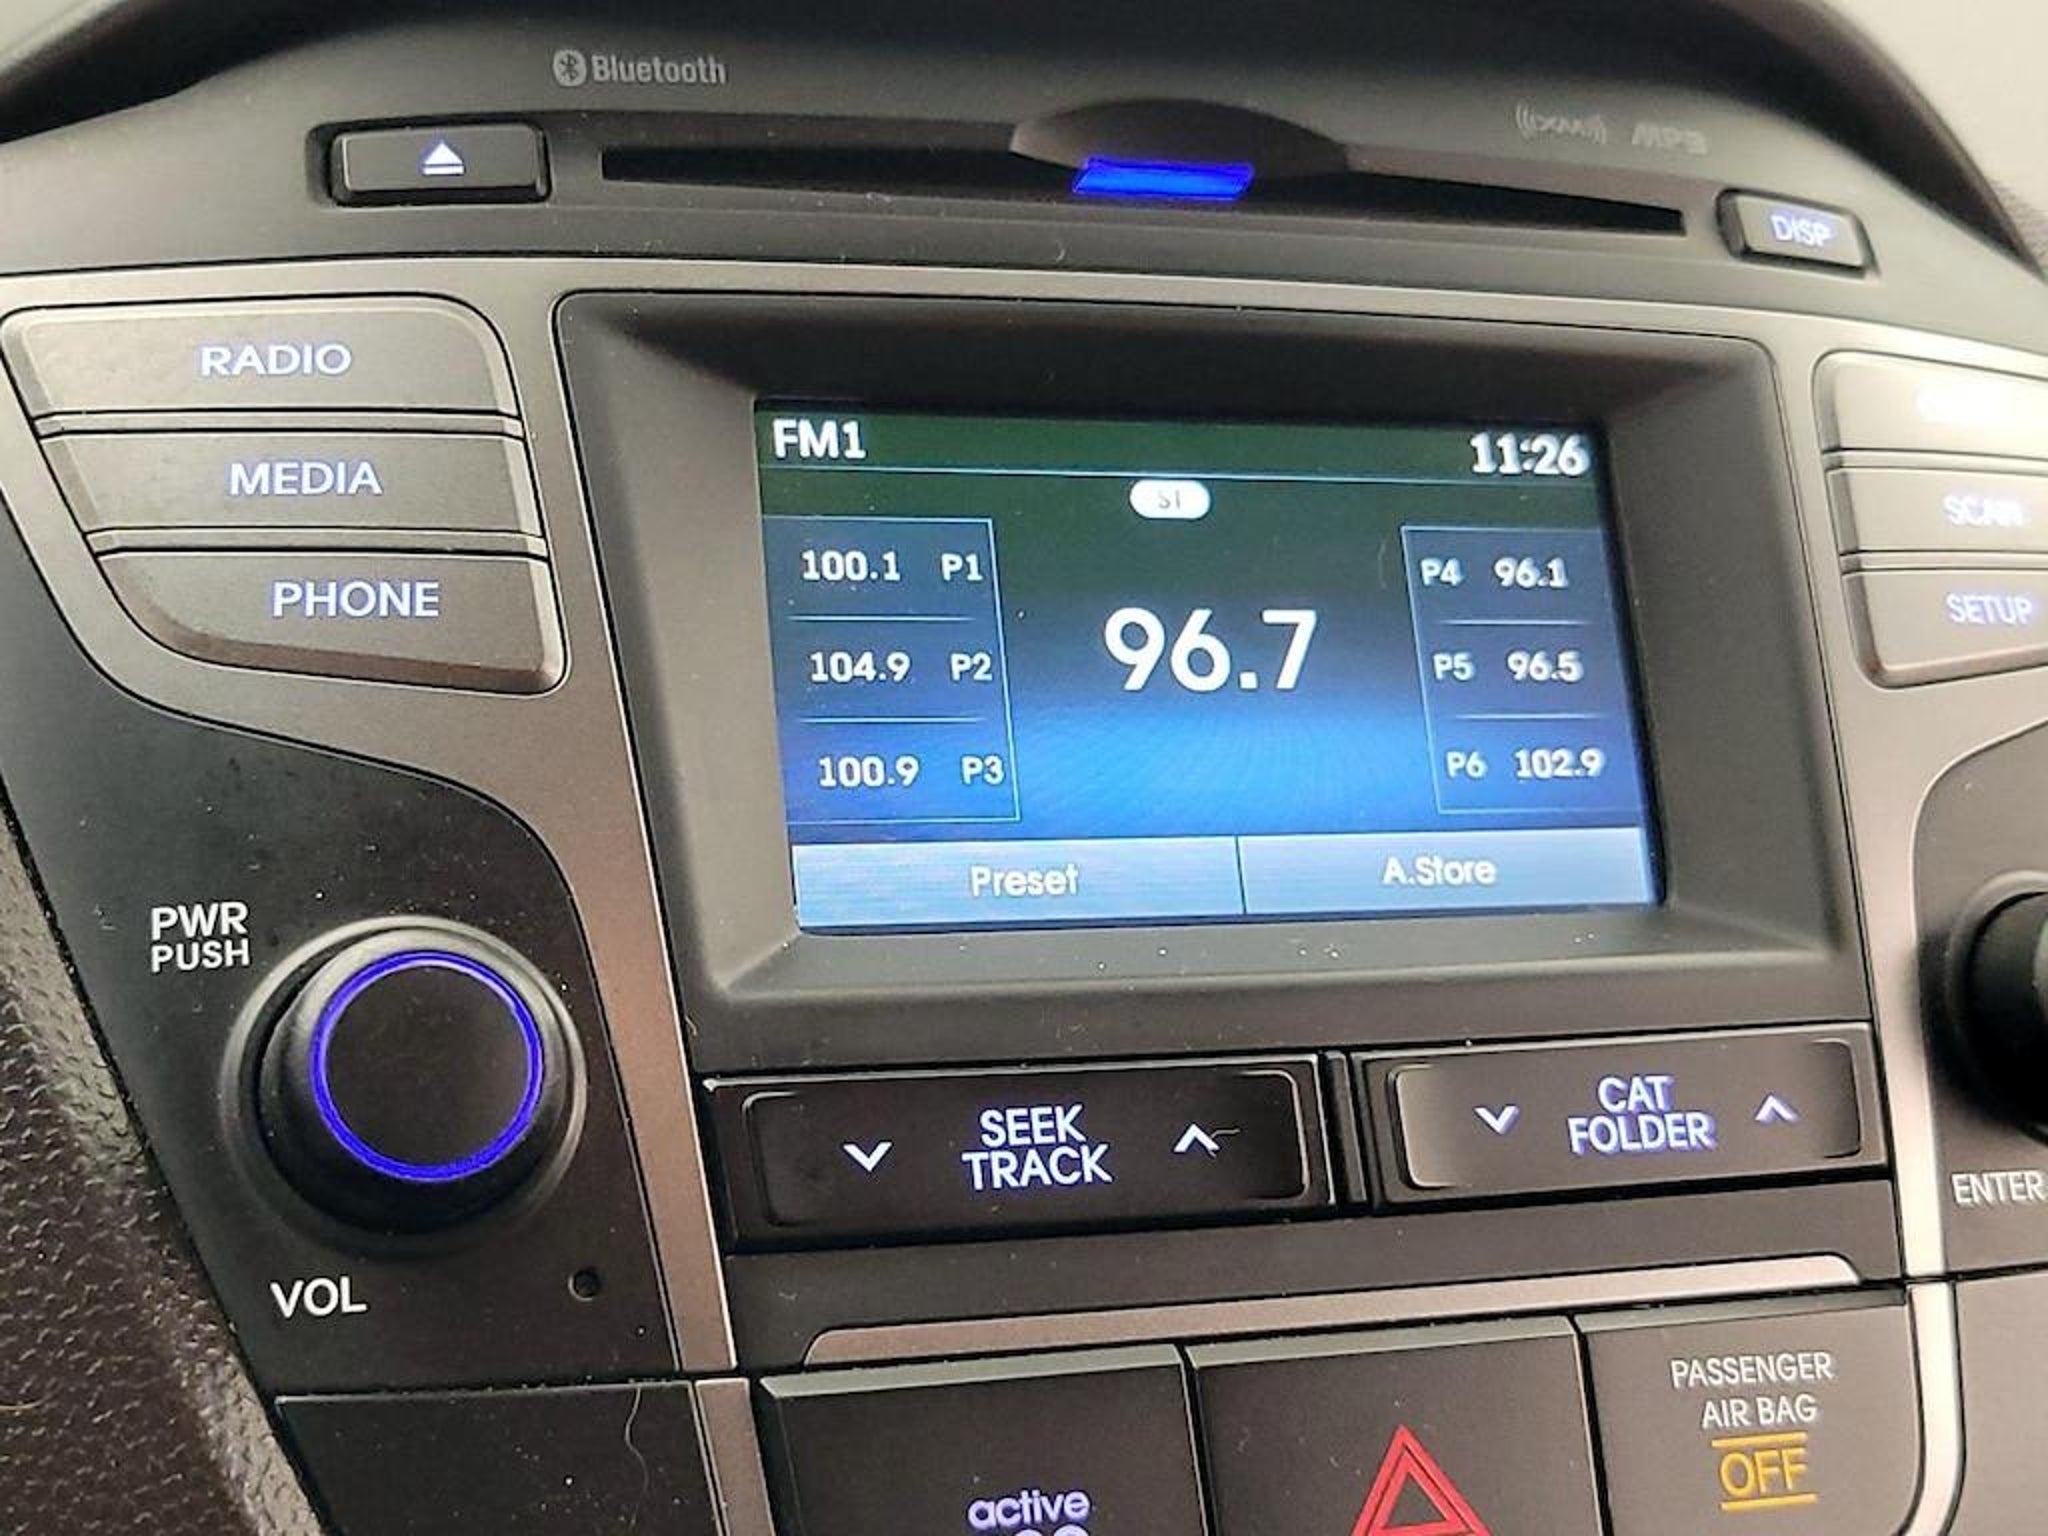 Bluetooth
((XM)) MP3
DISP
RADIO
MEDIA
PHONE
SCAN
SETUP
FM1
11:26
ST
100.1 P1
104.9 P2
100.9 P3
96.7
P4 96.1
P5 96.5
P6 102.9
Preset
A.Store
PWR
PUSH
VOL
SEEK
TRACK
CAT
FOLDER
ENTER
active
PASSENGER
AIR BAG
OFF